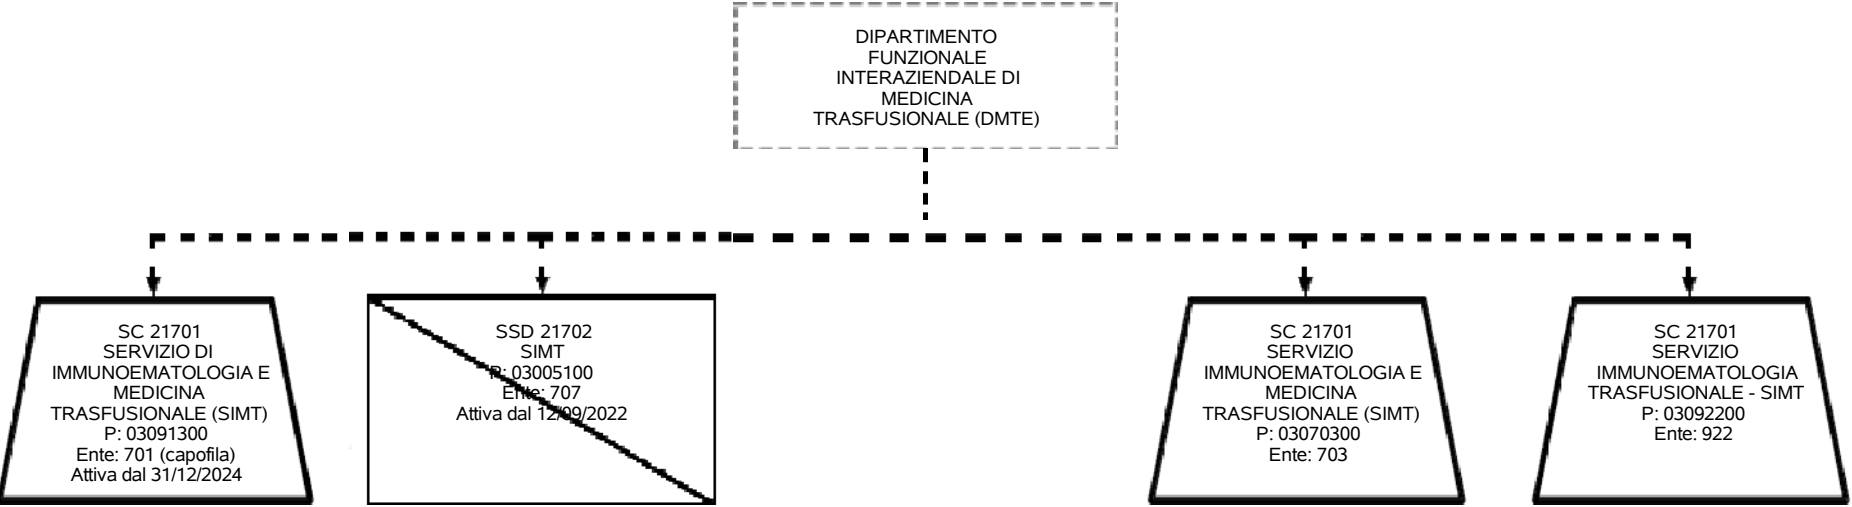 DIPARTIMENTO
FUNZIONALE
INTERAZIENDALE DI
MEDICINA
TRASFUSIONALE (DMTE)
SC 21701
SERVIZIO DI
IMMUNOEMATOLOGIA E
MEDICINA
TRASFUSIONALE (SIMT)
P: 03091300
Ente: 701 (capofila)
Attiva dal 31/12/2024
SSD 21702
SIMT
P: 03005100
Ente: 707
Attiva dal 12/09/2022
SC 21701
SERVIZIO
IMMUNOEMATOLOGIA E
MEDICINA
TRASFUSIONALE (SIMT)
P: 03070300
Ente: 703
SC 21701
SERVIZIO
IMMUNOEMATOLOGIA
TRASFUSIONALE - SIMT
P: 03092200
Ente: 922